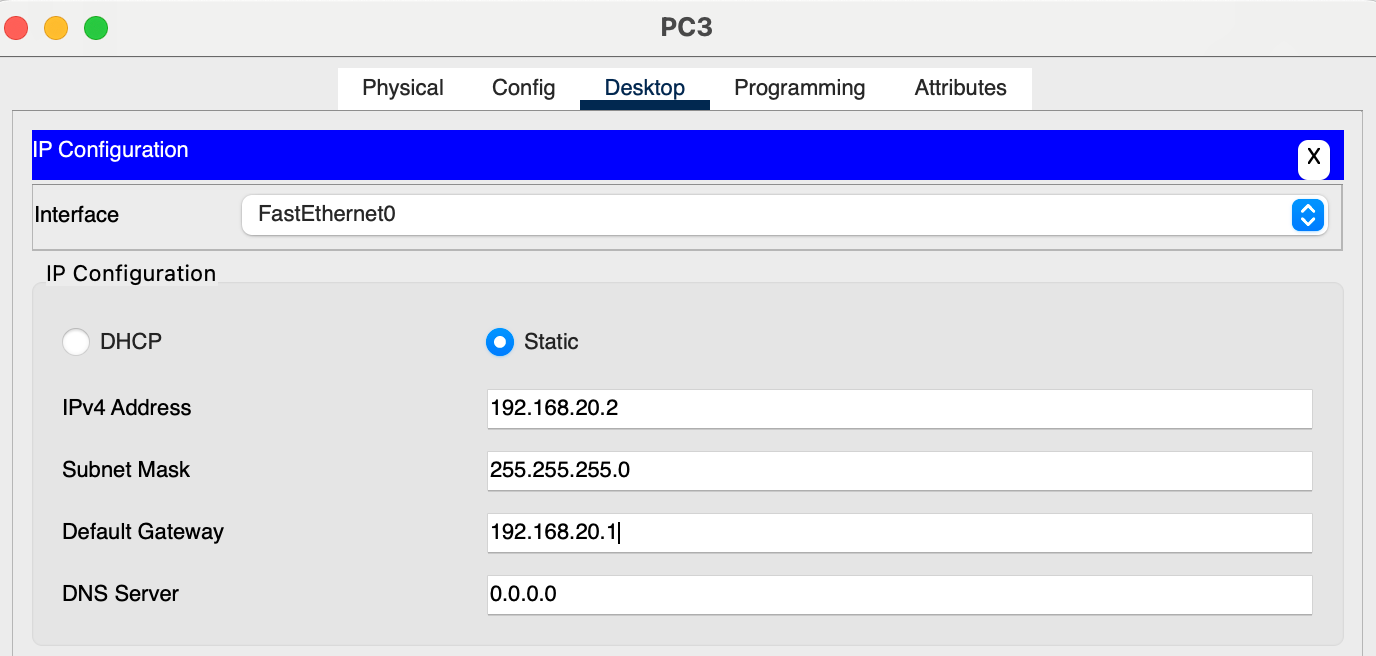 PC3
Physical Config Desktop Programming Attributes
IP Configuration X
Interface FastEthernet0
IP Configuration
DHCP Static
IPv4 Address 192.168.20.2
Subnet Mask 255.255.255.0
Default Gateway 192.168.20.1
DNS Server 0.0.0.0